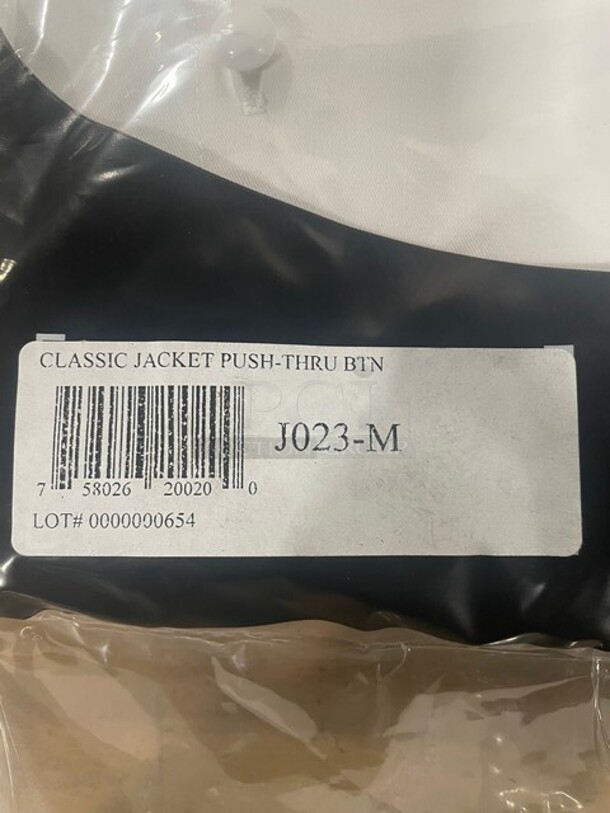 CLASSIC JACKET PUSH-THRU BTN
J023-M
7 58026 20020 0
LOT# 0000000654